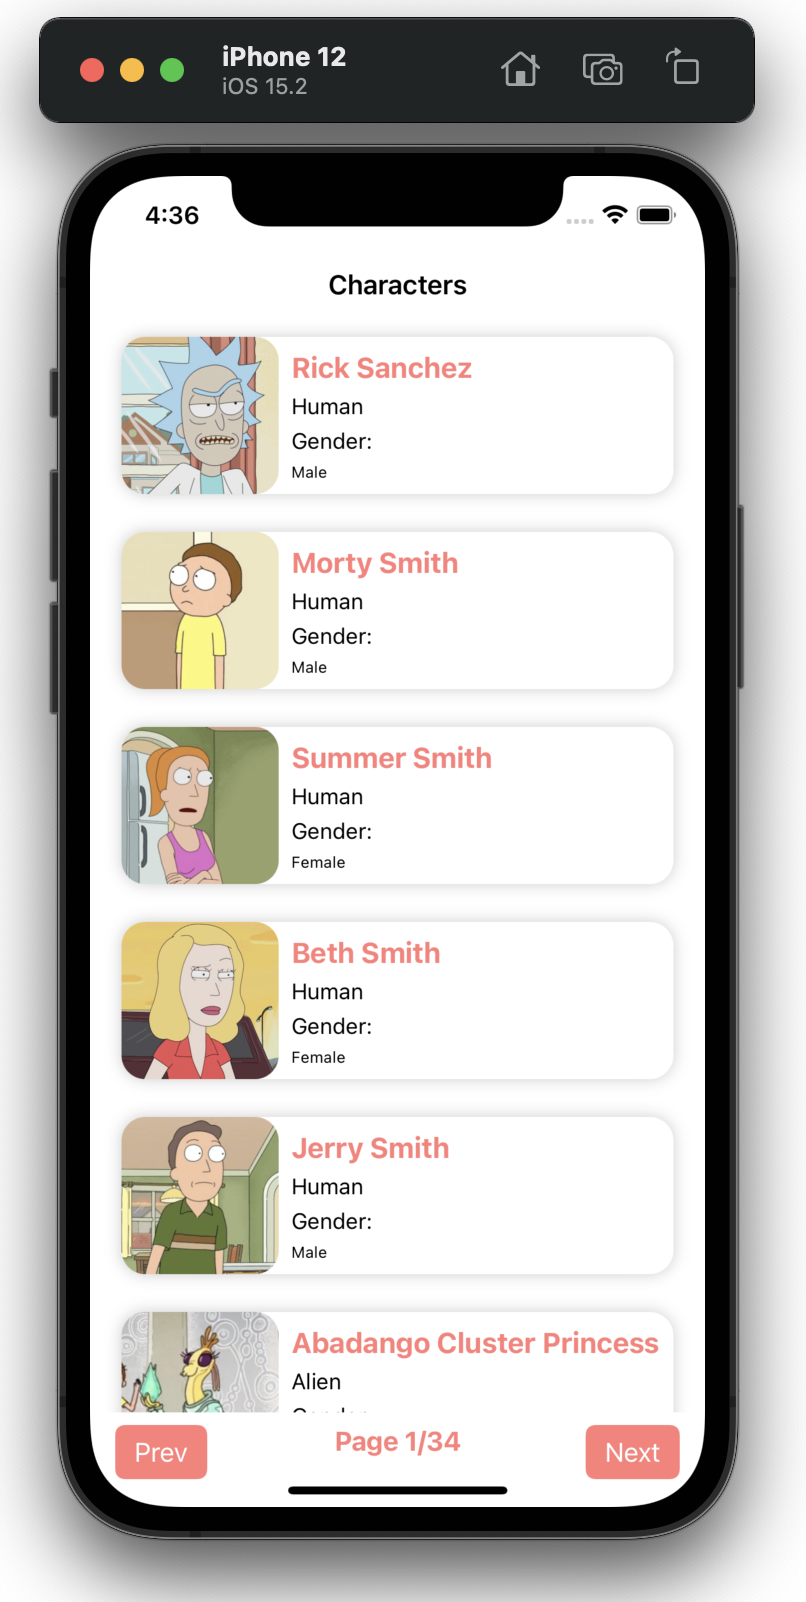 iPhone 12
iOS 15.2
4:36
Characters
Rick Sanchez
Human
Gender:
Male
Morty Smith
Human
Gender:
Male
Summer Smith
Human
Gender:
Female
Beth Smith
Human
Gender:
Female
Jerry Smith
Human
Gender:
Male
Abadango Cluster Princess
Alien
Prev
Page 1/34
Next